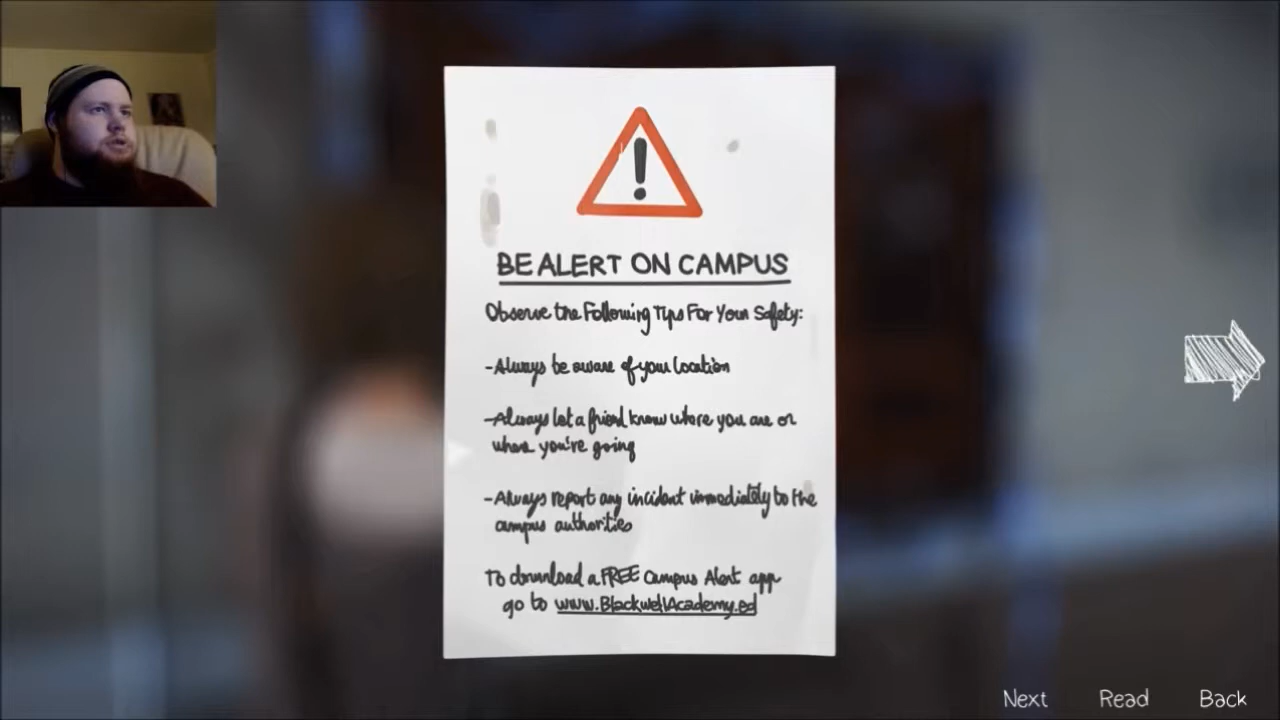 !
BE ALERT ON CAMPUS
Observe the Following Tips For Your Safety:
-Always be aware of your location
-Always let a friend know where you are or
where you're going
-Always report any incident immediately to the
campus authorities
To download a FREE Campus Alert app
go to www.BlackwellAcademy.ed
Next Read Back